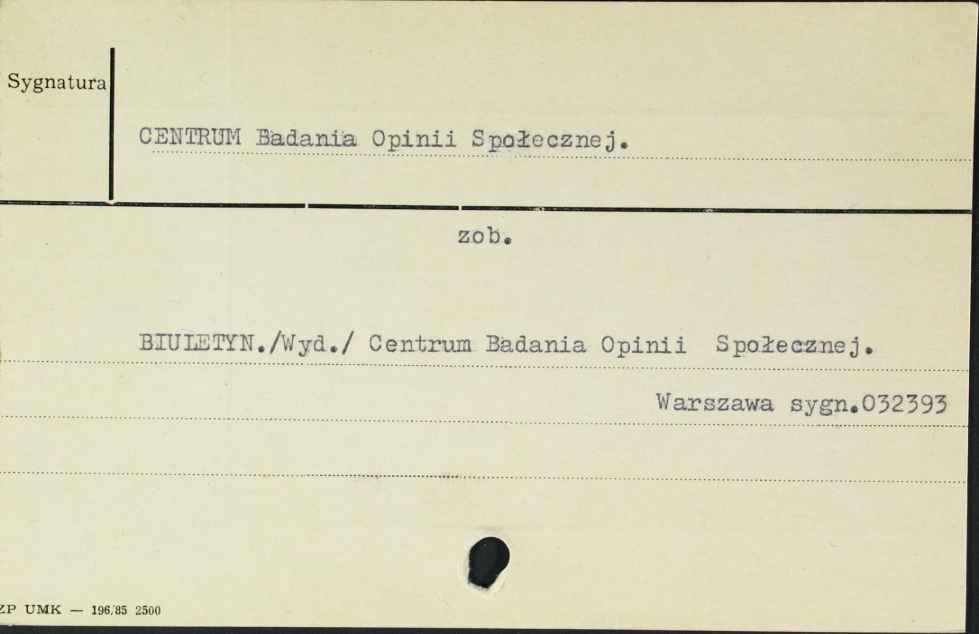 Sygnatura
CENTRUM Badania Opinii Społecznej.
zob.
BIULETYN./Wyd./ Centrum Badania Opinii Społecznej.
Warszawa sygn.032393
ZP UMK — 196/85 2500